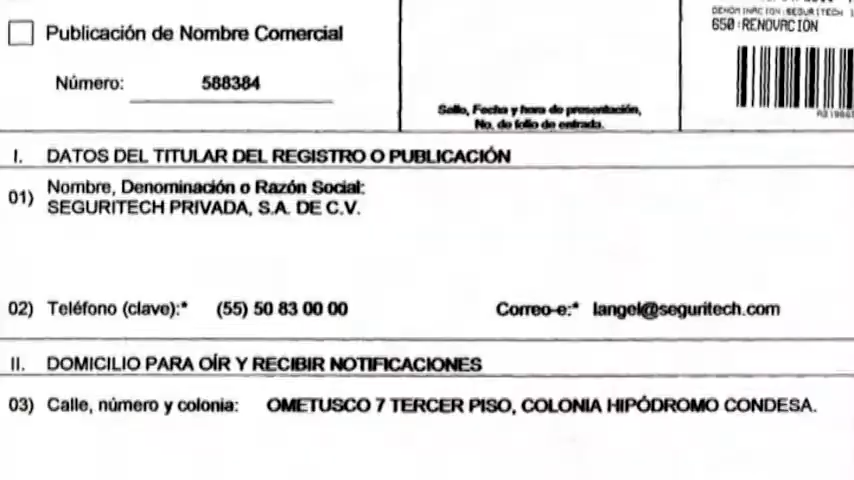 DENOMINACION:SEGURITECH
650:RENOVACION
Publicación de Nombre Comercial
Número: 588384
Sello, Fecha y hora de presentación,
No. de folio de entrada.
I. DATOS DEL TITULAR DEL REGISTRO O PUBLICACIÓN
01) Nombre, Denominación o Razón Social:
SEGURITECH PRIVADA, S.A. DE C.V.
02) Teléfono (clave):* (55) 50 83 00 00 Correo-e:* langel@seguritech.com
II. DOMICILIO PARA OÍR Y RECIBIR NOTIFICACIONES
03) Calle, número y colonia: OMETUSCO 7 TERCER PISO, COLONIA HIPÓDROMO CONDESA.